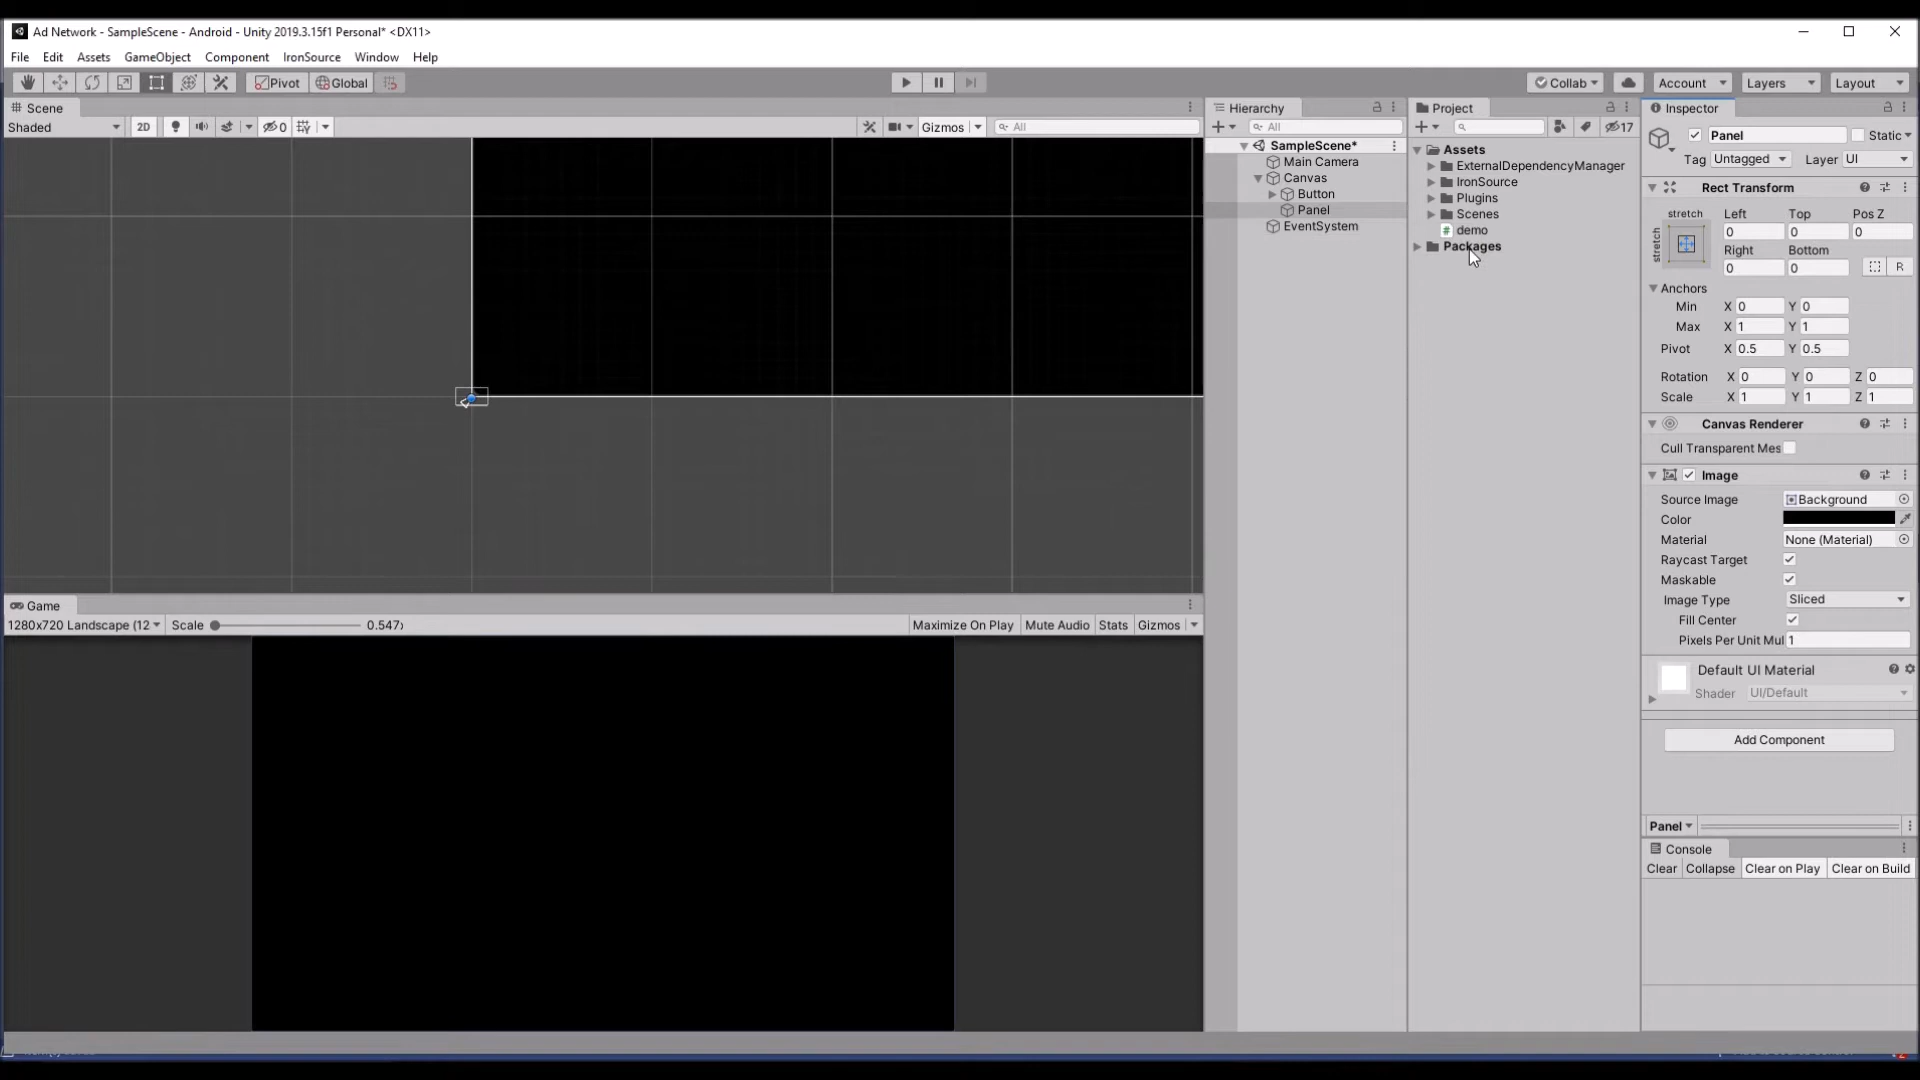 Ad Network - SampleScene - Android - Unity 2019.3.15f1 Personal* <DX11>
File Edit Assets GameObject Component IronSource Window Help
Pivot Global Collab Account Layers Layout
Scene
Shaded 2D 0 Gizmos All
Hierarchy
All
SampleScene*
Main Camera
Canvas
Button
Panel
EventSystem
Project
17
Assets
ExternalDependencyManager
IronSource
Plugins
Scenes
demo
Packages
Inspector
Panel Static
Tag Untagged Layer UI
Rect Transform
stretch Left Top Pos Z
stretch 0 0 0
Right Bottom
0 0 R
Anchors
Min X 0 Y 0
Max X 1 Y 1
Pivot X 0.5 Y 0.5
Rotation X 0 Y 0 Z 0
Scale X 1 Y 1 Z 1
Canvas Renderer
Cull Transparent Mes
Image
Source Image Background
Color
Material None (Material)
Raycast Target
Maskable
Image Type Sliced
Fill Center
Pixels Per Unit Mul 1
Default UI Material
Shader UI/Default
Add Component
Panel
Console
Clear Collapse Clear on Play Clear on Build
Game
1280x720 Landscape (12 Scale 0.547 Maximize On Play Mute Audio Stats Gizmos